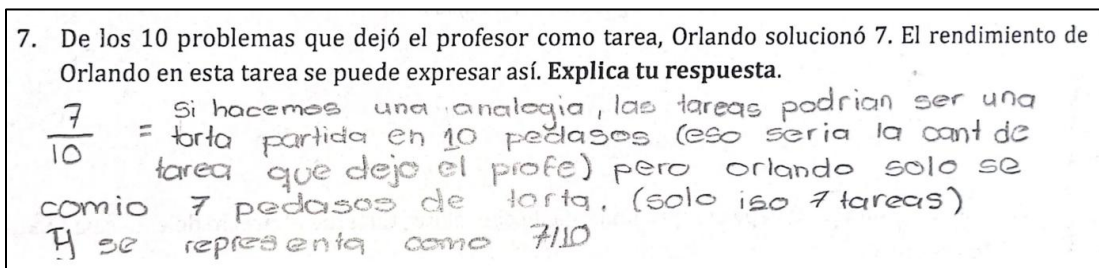 7. De los 10 problemas que dejó el profesor como tarea, Orlando solucionó 7. El rendimiento de
Orlando en esta tarea se puede expresar así. Explica tu respuesta.
7/10 = Si hacemos una analogia, las tareas podrian ser una
torta partida en 10 pedasos (eso seria la cant de
tarea que dejo el profe) pero orlando solo se
comio 7 pedasos de torta. (solo iso 7 tareas)
Y se representa como 7/10